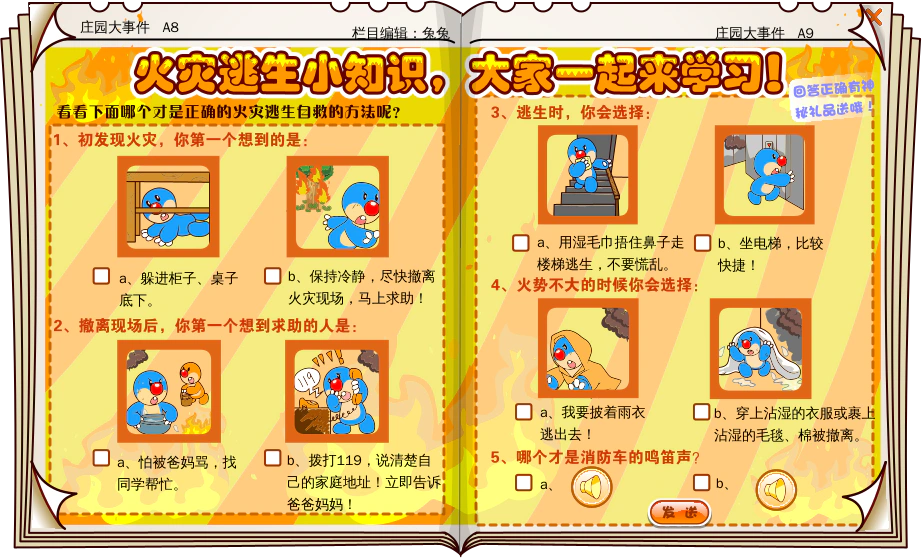 庄园大事件 A8
栏目编辑：兔兔
庄园大事件 A9
火灾逃生小知识，大家一起来学习！
回答正确有神
秘礼品送哦！
看看下面哪个才是正确的火灾逃生自救的方法呢？
1、初发现火灾，你第一个想到的是：
a、躲进柜子、桌子
底下。
b、保持冷静，尽快撤离
火灾现场，马上求助！
2、撤离现场后，你第一个想到求助的人是：
a、怕被爸妈骂，找
同学帮忙。
b、拨打119，说清楚自
己的家庭地址！立即告诉
爸爸妈妈！
3、逃生时，你会选择：
a、用湿毛巾捂住鼻子走
楼梯逃生，不要慌乱。
b、坐电梯，比较
快捷！
4、火势不大的时候你会选择：
a、我要披着雨衣
逃出去！
b、穿上沾湿的衣服或裹上
沾湿的毛毯、棉被撤离。
5、哪个才是消防车的鸣笛声？
a、
b、
发送